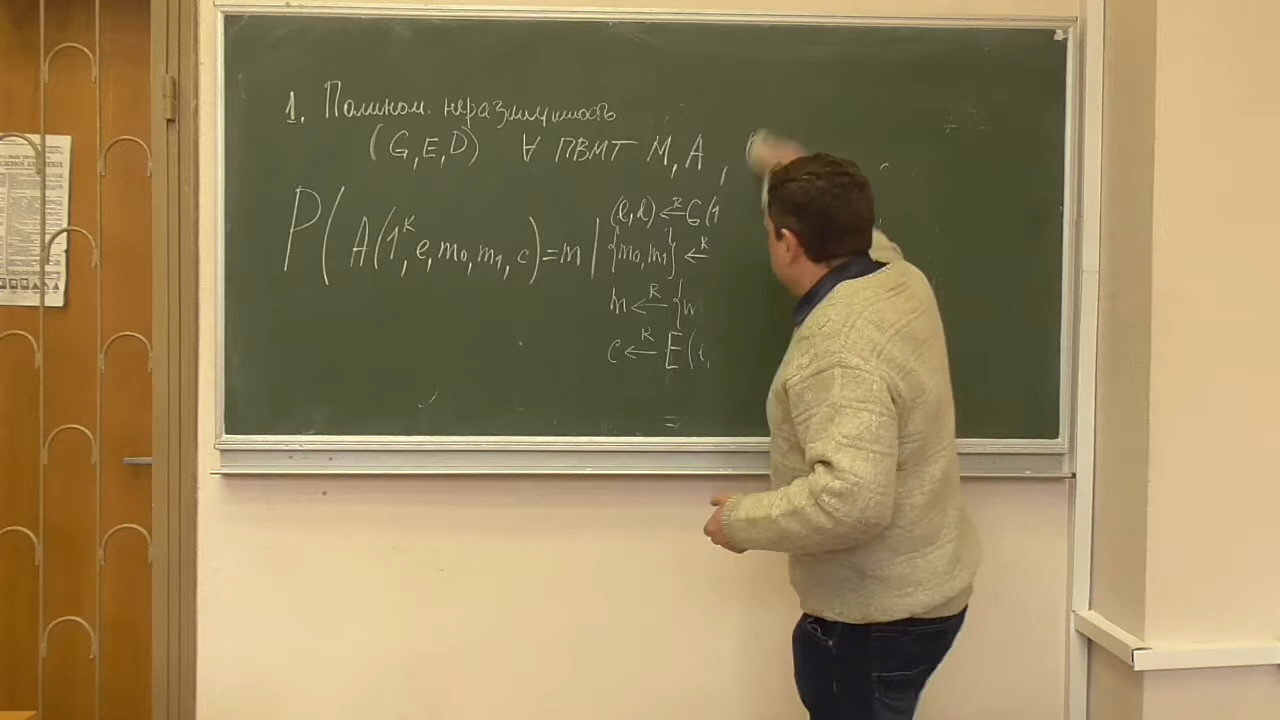 1. Полином. неразличимость
(G,E,D) ∀ ПВМТ M, A,
P(A(1^K, e, m₀, m₁, c)=m |
(e,d) ←ᴿ G(1
{m₀,m₁} ←ᴿ
m ←ᴿ {m
c ←ᴿ E(e,
=